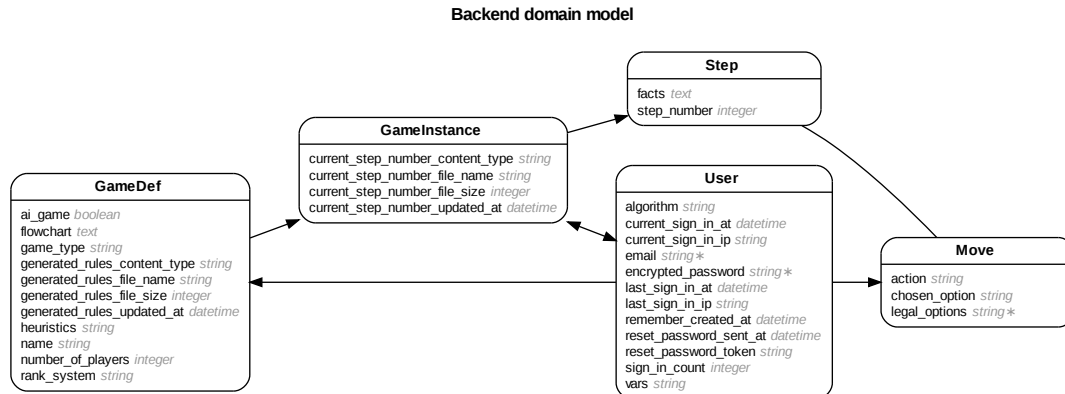 Backend domain model
GameDef
ai_game boolean
flowchart text
game_type string
generated_rules_content_type string
generated_rules_file_name string
generated_rules_file_size integer
generated_rules_updated_at datetime
heuristics string
name string
number_of_players integer
rank_system string
GameInstance
current_step_number_content_type string
current_step_number_file_name string
current_step_number_file_size integer
current_step_number_updated_at datetime
Step
facts text
step_number integer
User
algorithm string
current_sign_in_at datetime
current_sign_in_ip string
email string∗
encrypted_password string∗
last_sign_in_at datetime
last_sign_in_ip string
remember_created_at datetime
reset_password_sent_at datetime
reset_password_token string
sign_in_count integer
vars string
Move
action string
chosen_option string
legal_options string∗